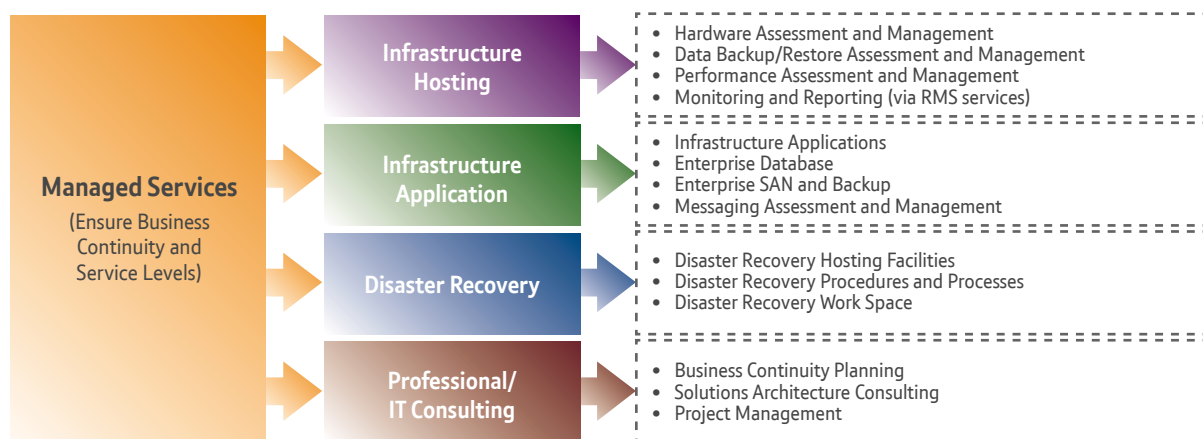 Managed Services
(Ensure Business
Continuity and
Service Levels)
Infrastructure
Hosting
• Hardware Assessment and Management
• Data Backup/Restore Assessment and Management
• Performance Assessment and Management
• Monitoring and Reporting (via RMS services)
Infrastructure
Application
• Infrastructure Applications
• Enterprise Database
• Enterprise SAN and Backup
• Messaging Assessment and Management
Disaster Recovery
• Disaster Recovery Hosting Facilities
• Disaster Recovery Procedures and Processes
• Disaster Recovery Work Space
Professional/
IT Consulting
• Business Continuity Planning
• Solutions Architecture Consulting
• Project Management